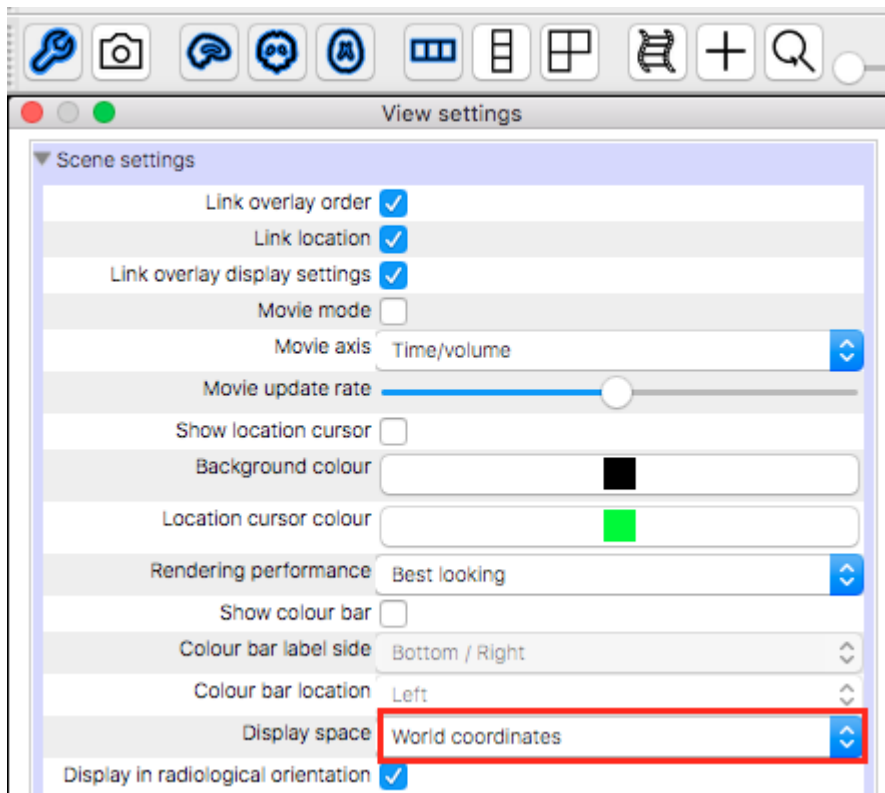 View settings
Scene settings
Link overlay order
Link location
Link overlay display settings
Movie mode
Movie axis Time/volume
Movie update rate
Show location cursor
Background colour
Location cursor colour
Rendering performance Best looking
Show colour bar
Colour bar label side Bottom / Right
Colour bar location Left
Display space World coordinates
Display in radiological orientation